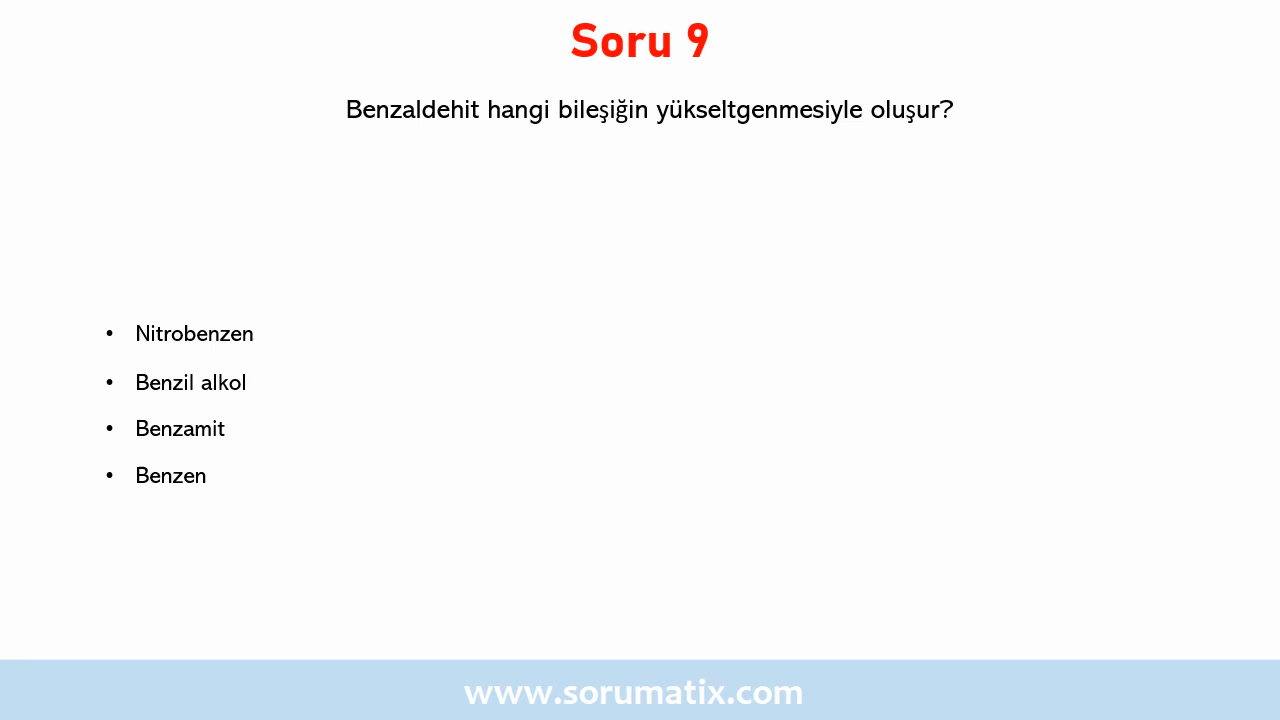 Soru 9
Benzaldehit hangi bileşiğin yükseltgenmesiyle oluşur?
• Nitrobenzen
• Benzil alkol
• Benzamit
• Benzen
www.sorumatix.com